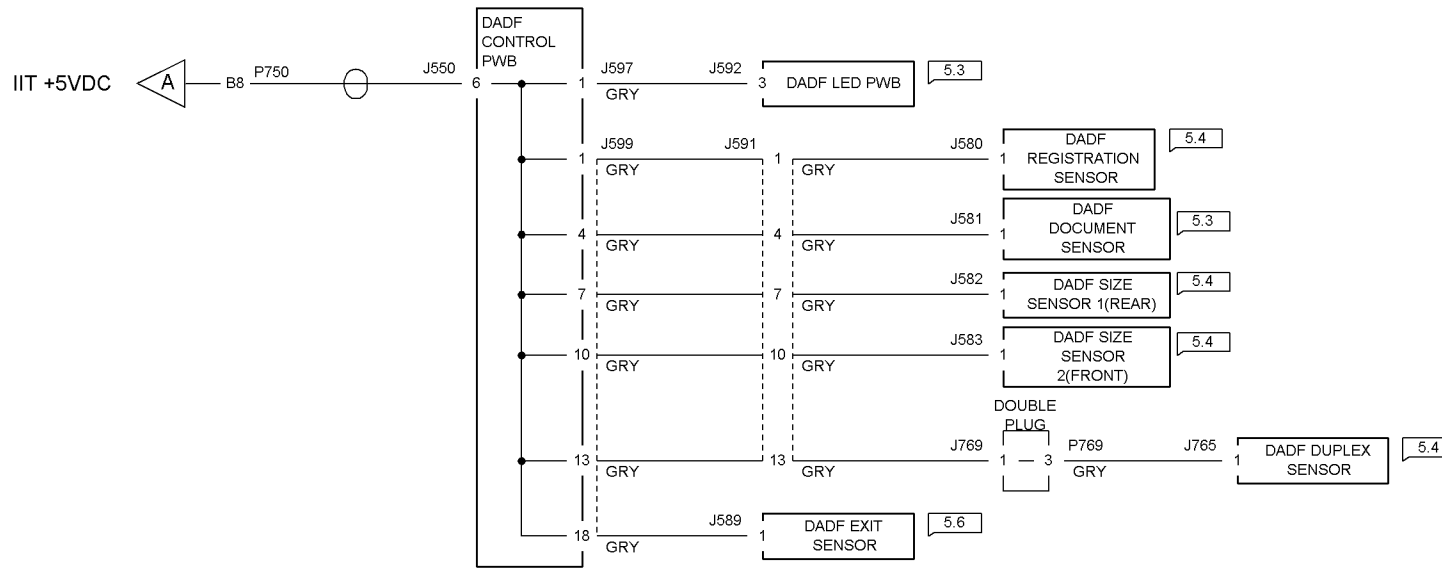 DADF
CONTROL
PWB
IIT +5VDC A B8 P750 J550 6 1 J597 GRY J592 3 DADF LED PWB 5.3
1 J599 GRY J591 1 GRY J580 1 DADF
REGISTRATION
SENSOR 5.4
4 GRY 4 GRY J581 1 DADF
DOCUMENT
SENSOR 5.3
7 GRY 7 GRY J582 1 DADF SIZE
SENSOR 1(REAR) 5.4
10 GRY 10 GRY J583 1 DADF SIZE
SENSOR
2(FRONT) 5.4
DOUBLE
PLUG
13 GRY 13 GRY J769 1 3 P769 GRY J765 1 DADF DUPLEX
SENSOR 5.4
18 GRY J589 1 DADF EXIT
SENSOR 5.6